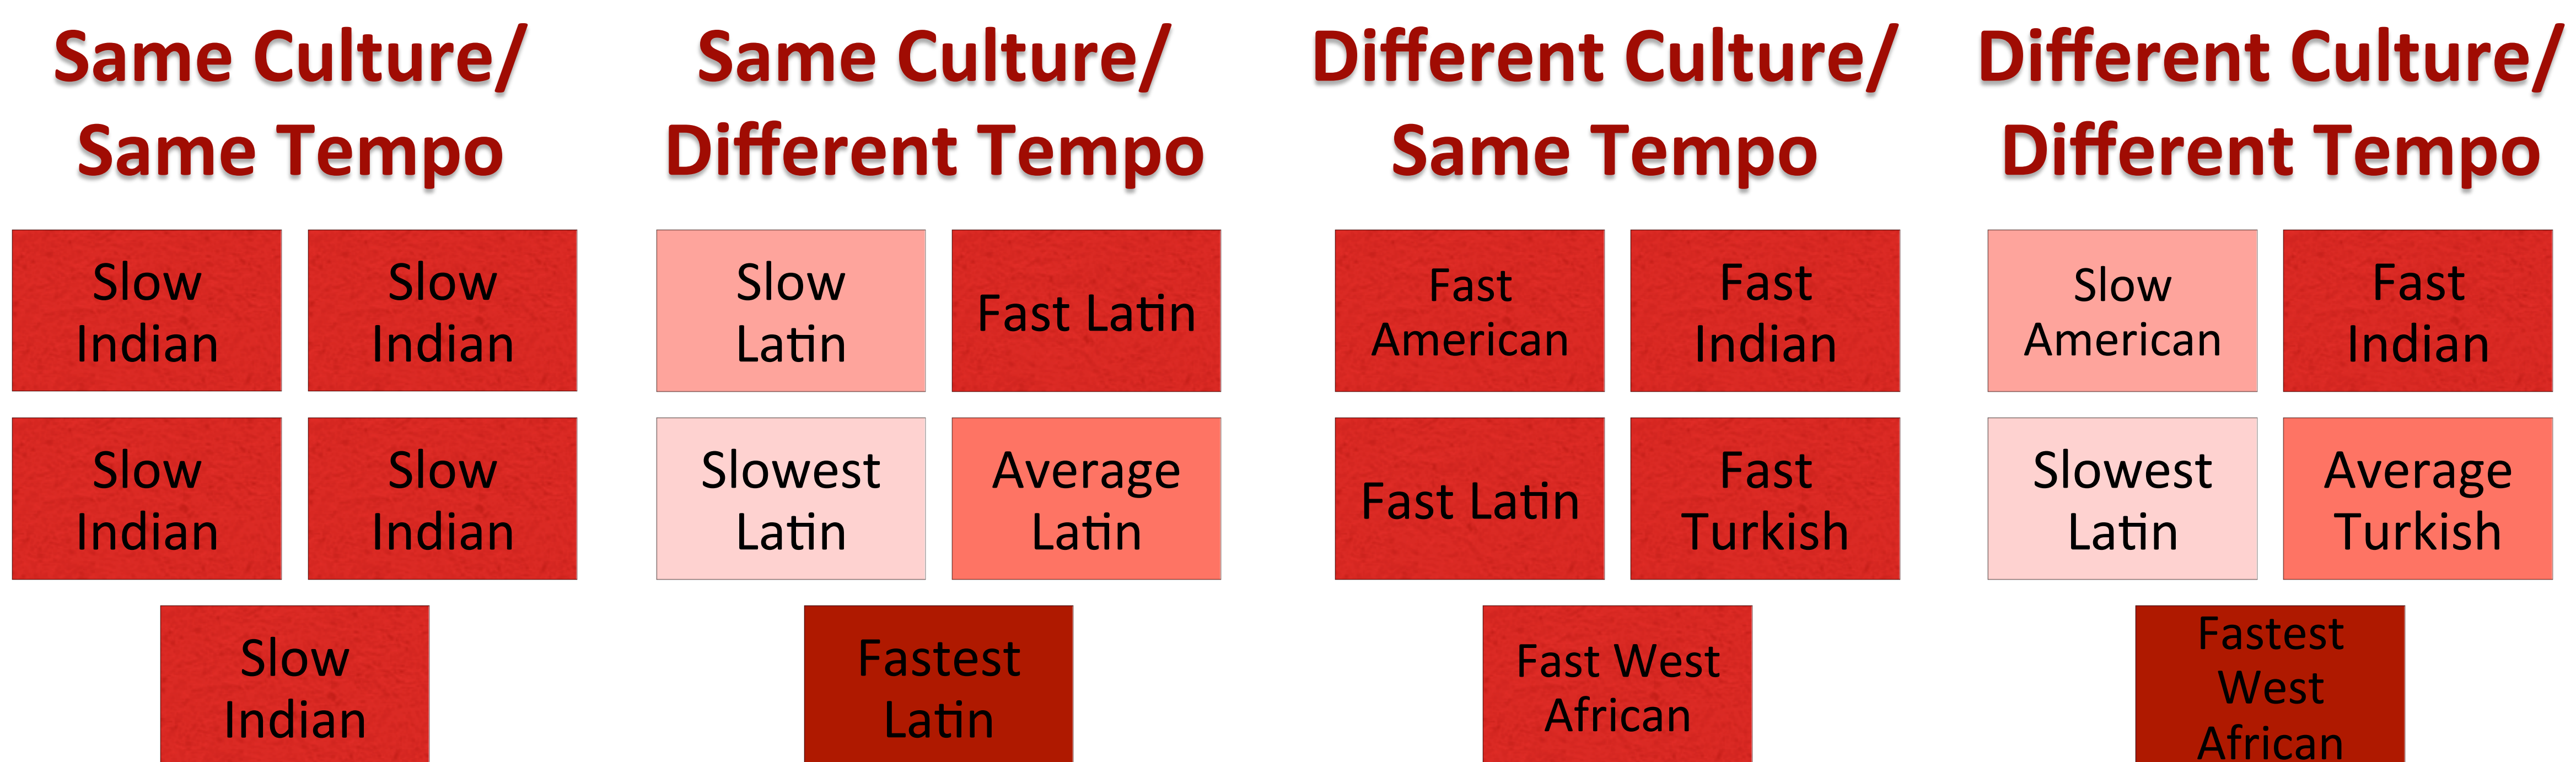 Same Culture/
Same Tempo
Slow
Indian
Slow
Indian
Slow
Indian
Slow
Indian
Slow
Indian
Same Culture/
Different Tempo
Slow
Latin
Fast Latin
Slowest
Latin
Average
Latin
Fastest
Latin
Different Culture/
Same Tempo
Fast
American
Fast
Indian
Fast Latin
Fast
Turkish
Fast West
African
Different Culture/
Different Tempo
Slow
American
Fast
Indian
Slowest
Latin
Average
Turkish
Fastest
West
African